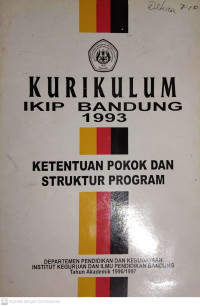 KURIKULUM
IKIP BANDUNG
1993
KETENTUAN POKOK DAN
STRUKTUR PROGRAM
DEPARTEMEN PENDIDIKAN DAN KEBUDAYAAN
INSTITUT KEGURUAN DAN ILMU PENDIDIKAN BANDUNG
Tahun Akademik 1996/1997